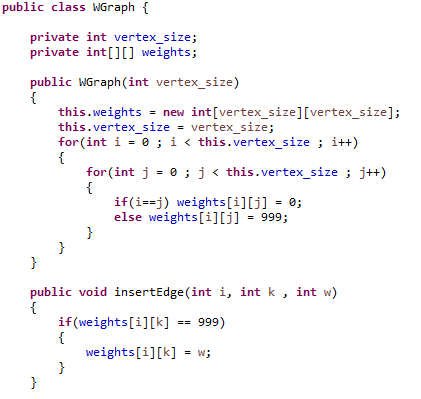 public class WGraph {
private int vertex_size;
private int[][] weights;
public WGraph(int vertex_size)
{
this.weights = new int[vertex_size][vertex_size];
this.vertex_size = vertex_size;
for(int i = 0 ; i < this.vertex_size ; i++)
{
for(int j = 0 ; j < this.vertex_size ; j++)
{
if(i==j) weights[i][j] = 0;
else weights[i][j] = 999;
}
}
}
public void insertEdge(int i, int k , int w)
{
if(weights[i][k] == 999)
{
weights[i][k] = w;
}
}